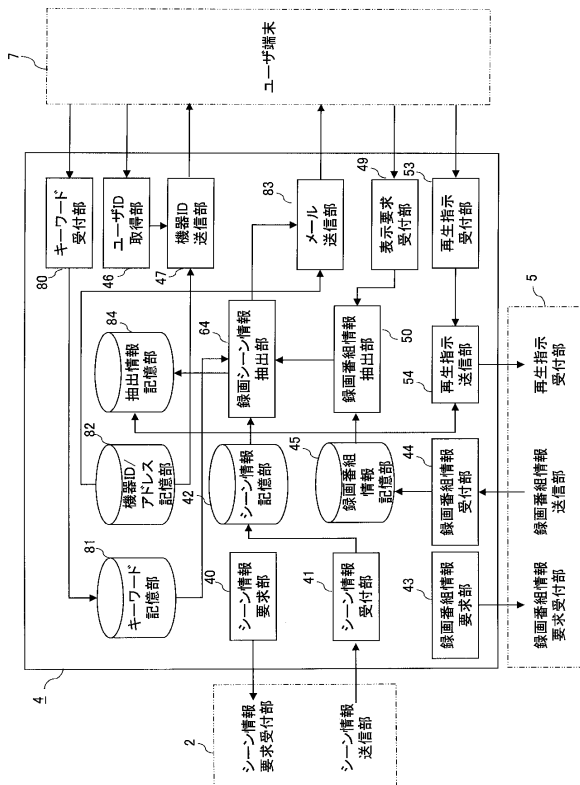 7
ユーザ端末
4
80
キーワード
受付部
46
ユーザID
取得部
47
機器ID
送信部
83
メール
送信部
49
表示要求
受付部
53
再生指示
受付部
84
抽出情報
記憶部
64
録画シーン情報
抽出部
50
録画番組情報
抽出部
54
再生指示
送信部
82
機器ID/
アドレス
記憶部
42
シーン情報
記憶部
45
録画番組
情報
記憶部
44
録画番組情報
受付部
81
キーワード
記憶部
40
シーン情報
要求部
41
シーン情報
受付部
43
録画番組情報
要求部
2
シーン情報
要求受付部
シーン情報
送信部
5
録画番組情報
要求受付部
録画番組情報
送信部
再生指示
受付部